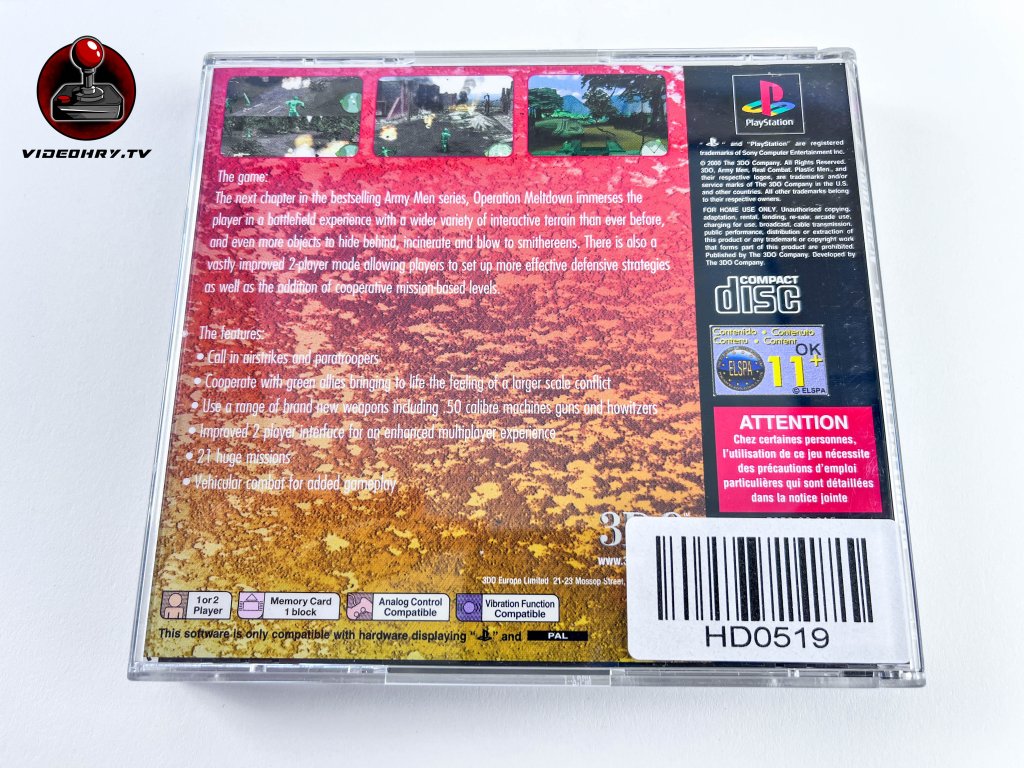 VIDEOHRY.TV
The game:
The next chapter in the bestselling Army Men series, Operation Meltdown immerses the
player in a battlefield experience with a wider variety of interactive terrain than ever before,
and even more objects to hide behind, incinerate and blow to smithereens. There is also a
vastly improved 2-player mode allowing players to set up more effective defensive strategies
as well as the addition of cooperative mission-based levels.
The features:
• Call in airstrikes and paratroopers
• Cooperate with green allies bringing to life the feeling of a larger scale conflict
• Use a range of brand new weapons including .50 calibre machines guns and howitzers
• Improved 2 player interface for an enhanced multiplayer experience
• 21 huge missions
• Vehicular combat for added gameplay
www.
3DO Europe Limited 21-23 Mossop Street,
1 or 2
Player
Memory Card
1 block
Analog Control
Compatible
Vibration Function
Compatible
This software is only compatible with hardware displaying " " and PAL
PlayStation
" " and "PlayStation" are registered
trademarks of Sony Computer Entertainment Inc.
© 2000 The 3DO Company. All Rights Reserved.
3DO, Army Men, Real Combat. Plastic Men., and
their respective logos, are trademarks and/or
service marks of The 3DO Company in the U.S.
and other countries. All other trademarks belong
to their respective owners.
FOR HOME USE ONLY. Unauthorised copying,
adaptation, rental, lending, re-sale, arcade use,
charging for use, broadcast, cable transmission,
public performance, distribution or extraction of
this product or any trademark or copyright work
that forms part of this product are prohibited.
Published by The 3DO Company. Developed by
The 3DO Company.
COMPACT
disc
Contenido • Contenuto
Contenu • Content
OK
ELSPA
11+
© ELSPA
ATTENTION
Chez certaines personnes,
l'utilisation de ce jeu nécessite
des précautions d'emploi
particulières qui sont détaillées
dans la notice jointe
HD0519